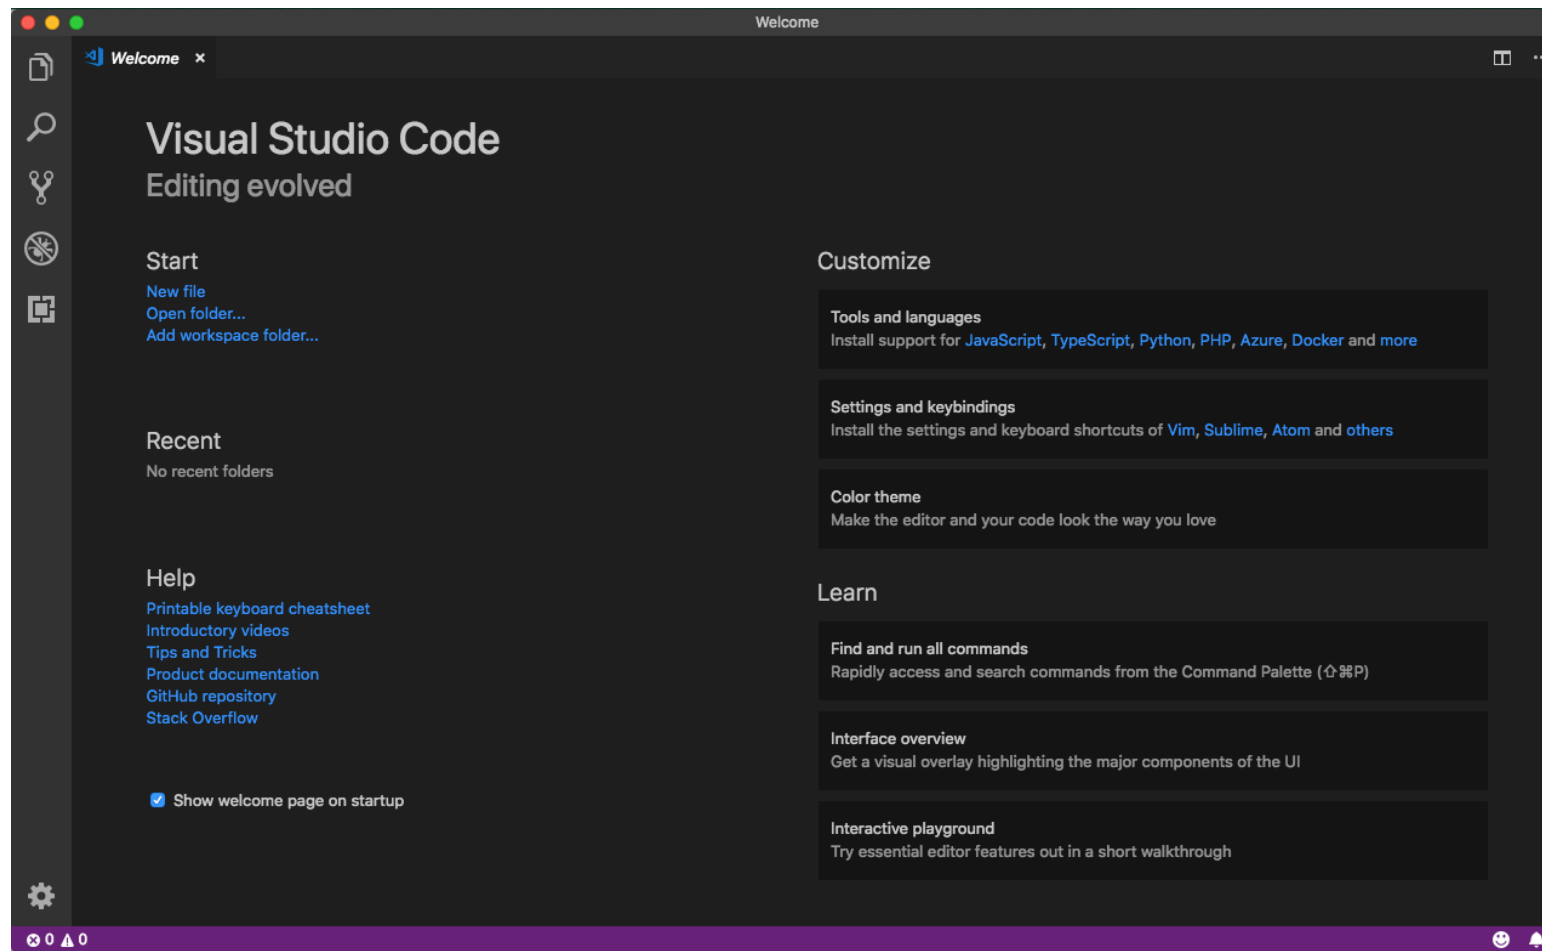 Welcome
Welcome
Visual Studio Code
Editing evolved
Start
New file
Open folder...
Add workspace folder...
Recent
No recent folders
Help
Printable keyboard cheatsheet
Introductory videos
Tips and Tricks
Product documentation
GitHub repository
Stack Overflow
Show welcome page on startup
Customize
Tools and languages
Install support for JavaScript, TypeScript, Python, PHP, Azure, Docker and more
Settings and keybindings
Install the settings and keyboard shortcuts of Vim, Sublime, Atom and others
Color theme
Make the editor and your code look the way you love
Learn
Find and run all commands
Rapidly access and search commands from the Command Palette (⇧⌘P)
Interface overview
Get a visual overlay highlighting the major components of the UI
Interactive playground
Try essential editor features out in a short walkthrough
0 0